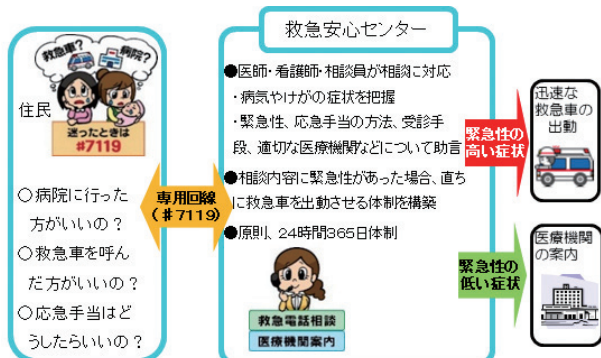 救急車?
病院?
住民
迷ったときは
#7119
○病院に行った
方がいいの？
○救急車を呼ん
だ方がいいの？
○応急手当はど
うしたらいいの？
専用回線
(＃7119)
救急安心センター
●医師・看護師・相談員が相談に対応
・病気やけがの症状を把握
・緊急性、応急手当の方法、受診手
段、適切な医療機関などについて助言
●相談内容に緊急性があった場合、直ち
に救急車を出動させる体制を構築
●原則、24時間365日体制
救急電話相談
医療機関案内
緊急性の
高い症状
迅速な
救急車の
出動
緊急性の
低い症状
医療機関
の案内